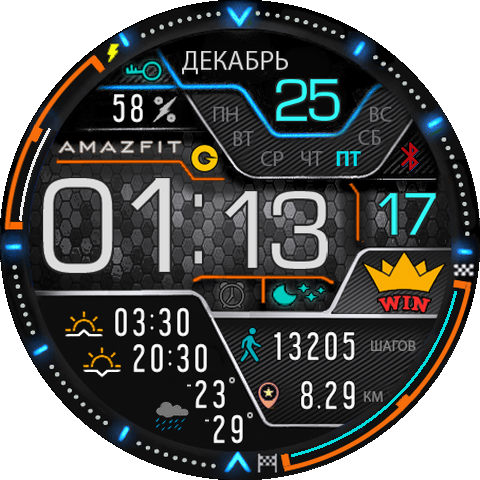 ДЕКАБРЬ
58 %
25
ПН ВС
ВТ СБ
СР ЧТ ПТ
AMAZFIT
01:13
17
WIN
03:30
20:30
13205 ШАГОВ
8.29 КМ
-23°
-29°